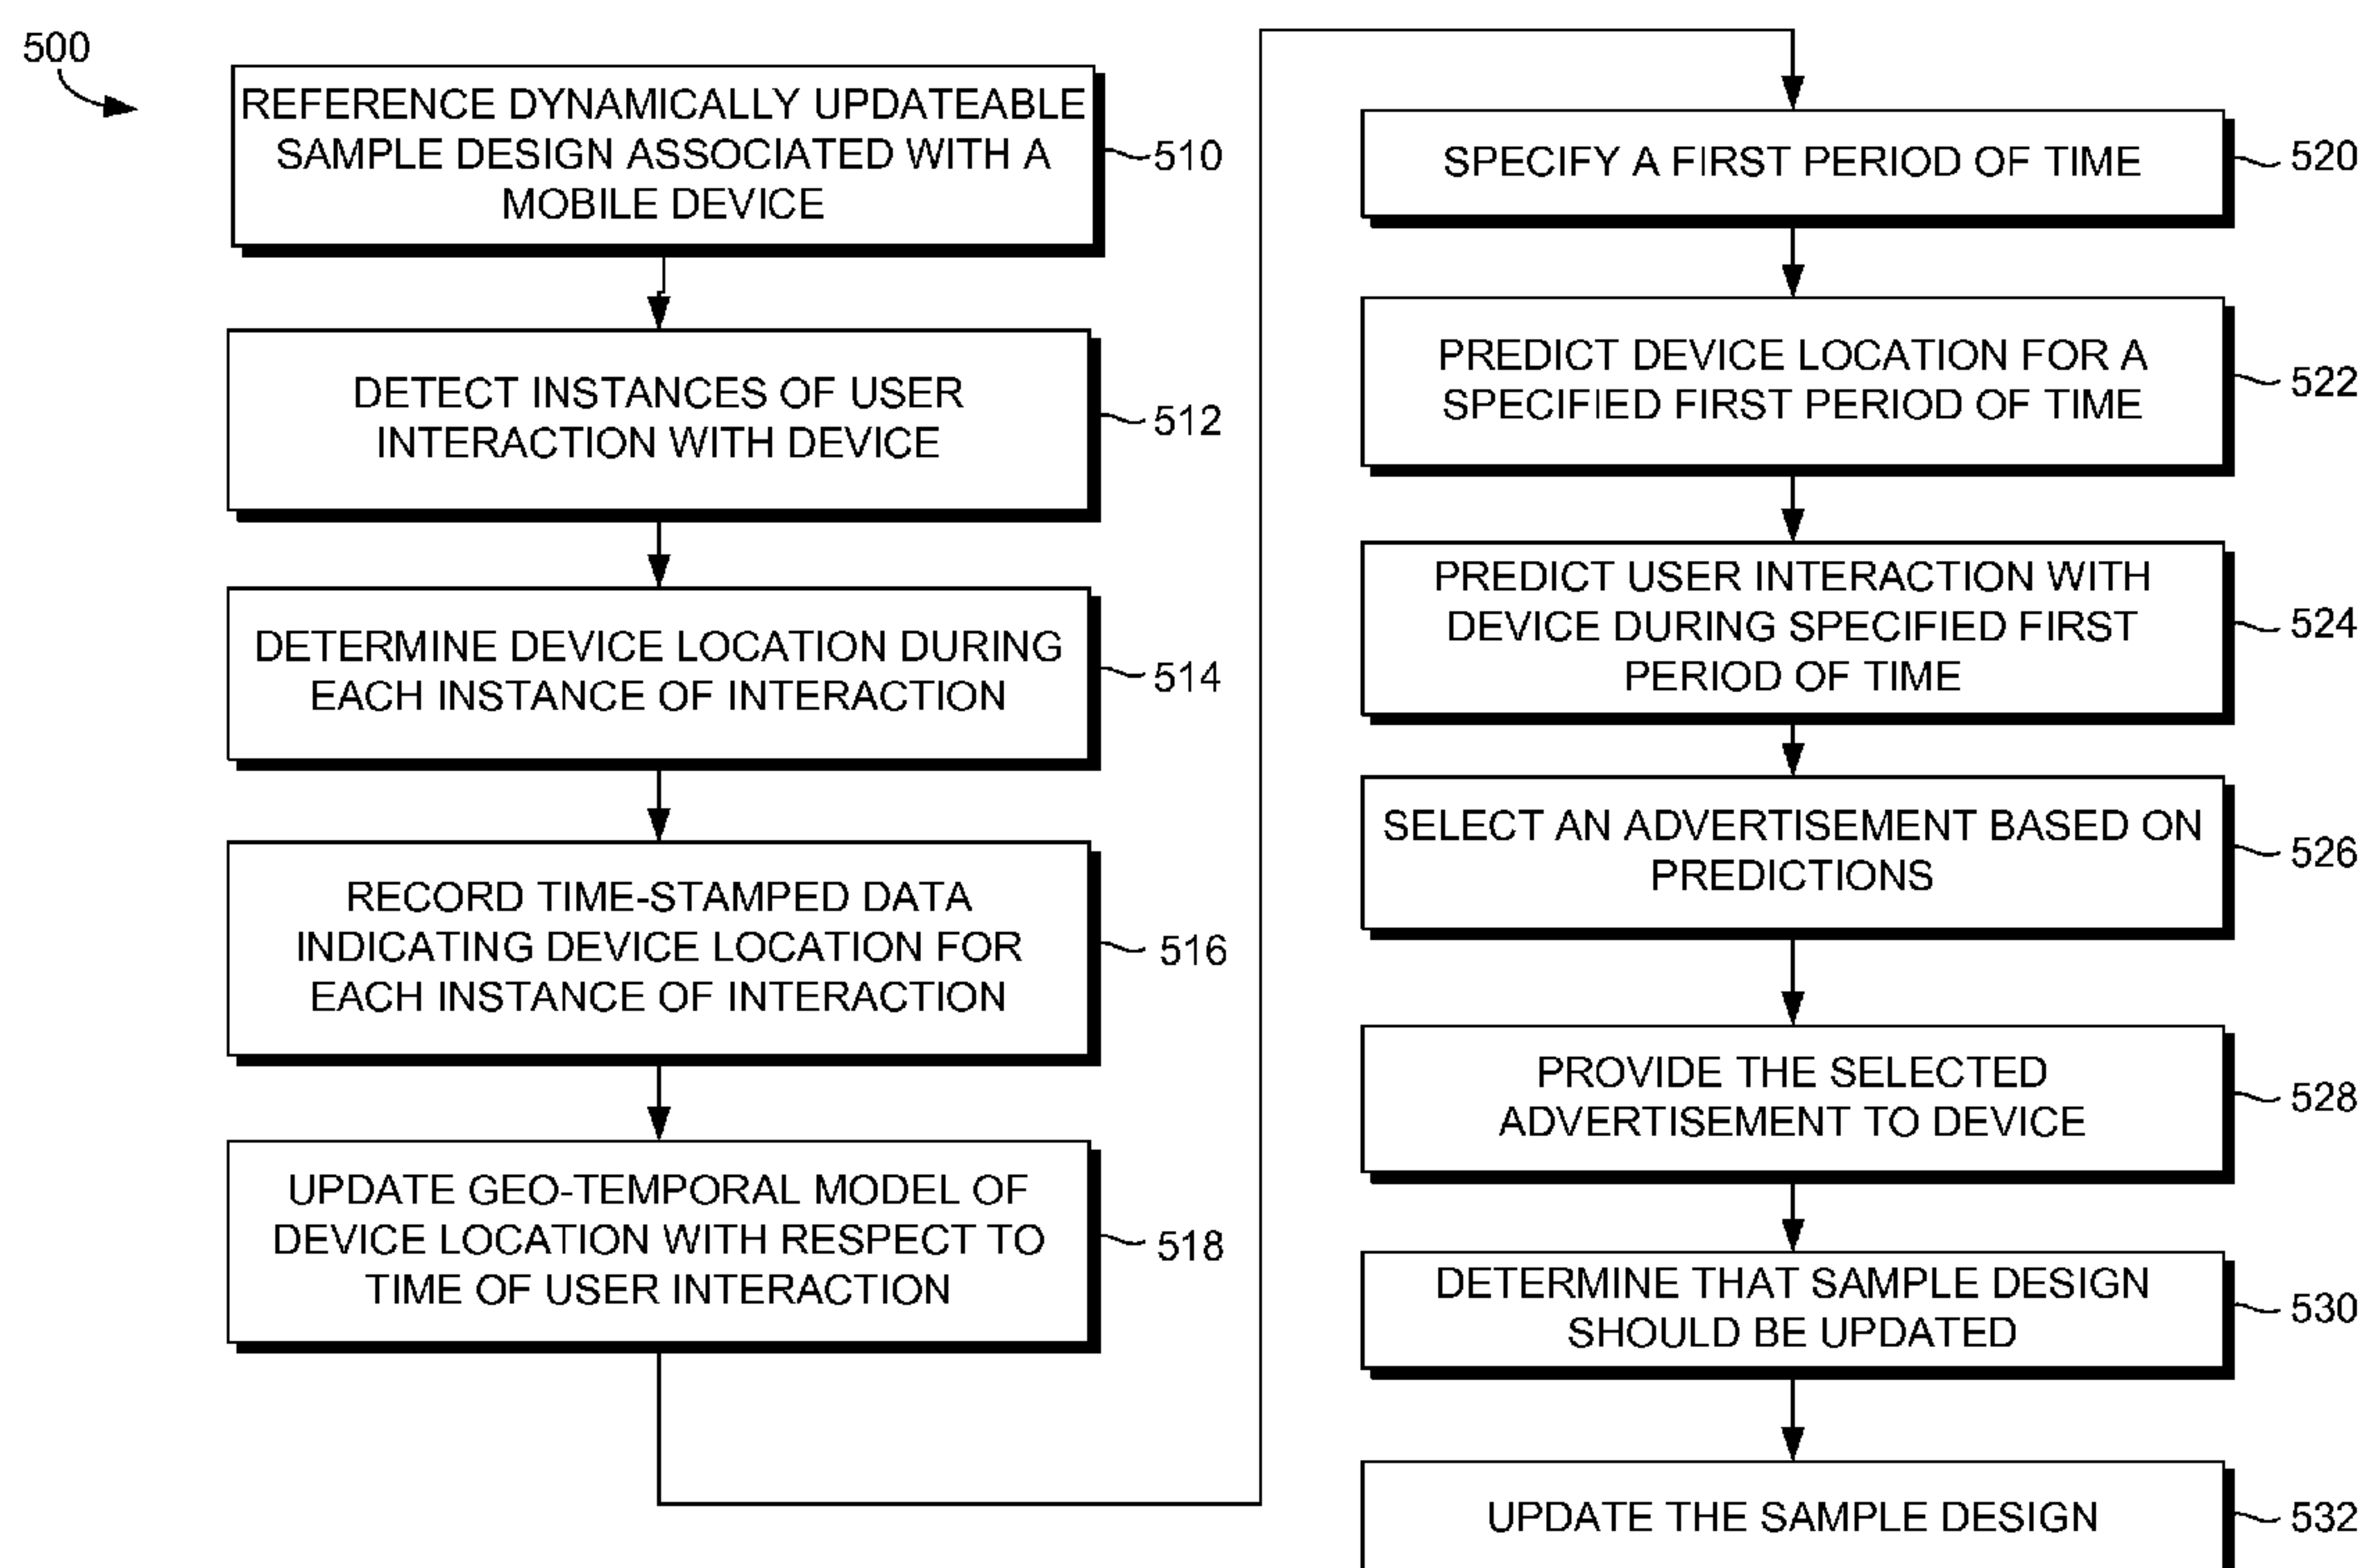 500
REFERENCE DYNAMICALLY UPDATEABLE
SAMPLE DESIGN ASSOCIATED WITH A
MOBILE DEVICE
510
DETECT INSTANCES OF USER
INTERACTION WITH DEVICE
512
DETERMINE DEVICE LOCATION DURING
EACH INSTANCE OF INTERACTION
514
RECORD TIME-STAMPED DATA
INDICATING DEVICE LOCATION FOR
EACH INSTANCE OF INTERACTION
516
UPDATE GEO-TEMPORAL MODEL OF
DEVICE LOCATION WITH RESPECT TO
TIME OF USER INTERACTION
518
SPECIFY A FIRST PERIOD OF TIME
520
PREDICT DEVICE LOCATION FOR A
SPECIFIED FIRST PERIOD OF TIME
522
PREDICT USER INTERACTION WITH
DEVICE DURING SPECIFIED FIRST
PERIOD OF TIME
524
SELECT AN ADVERTISEMENT BASED ON
PREDICTIONS
526
PROVIDE THE SELECTED
ADVERTISEMENT TO DEVICE
528
DETERMINE THAT SAMPLE DESIGN
SHOULD BE UPDATED
530
UPDATE THE SAMPLE DESIGN
532